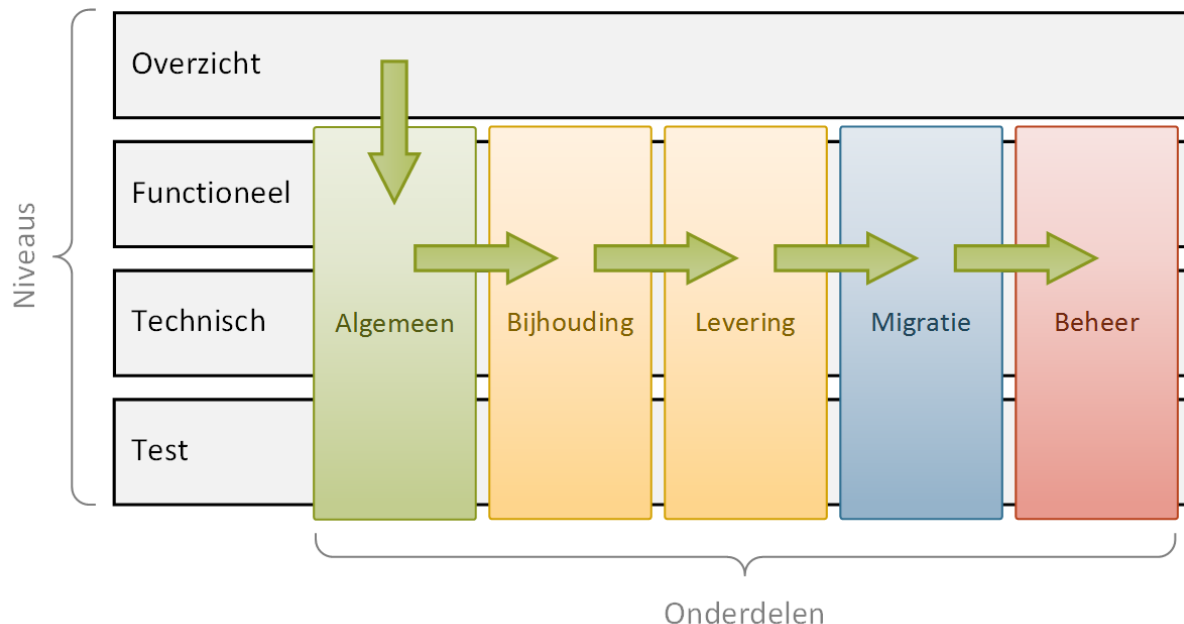 Overzicht
Functioneel
Niveaus
Technisch
Algemeen
Bijhouding
Levering
Migratie
Beheer
Test
Onderdelen